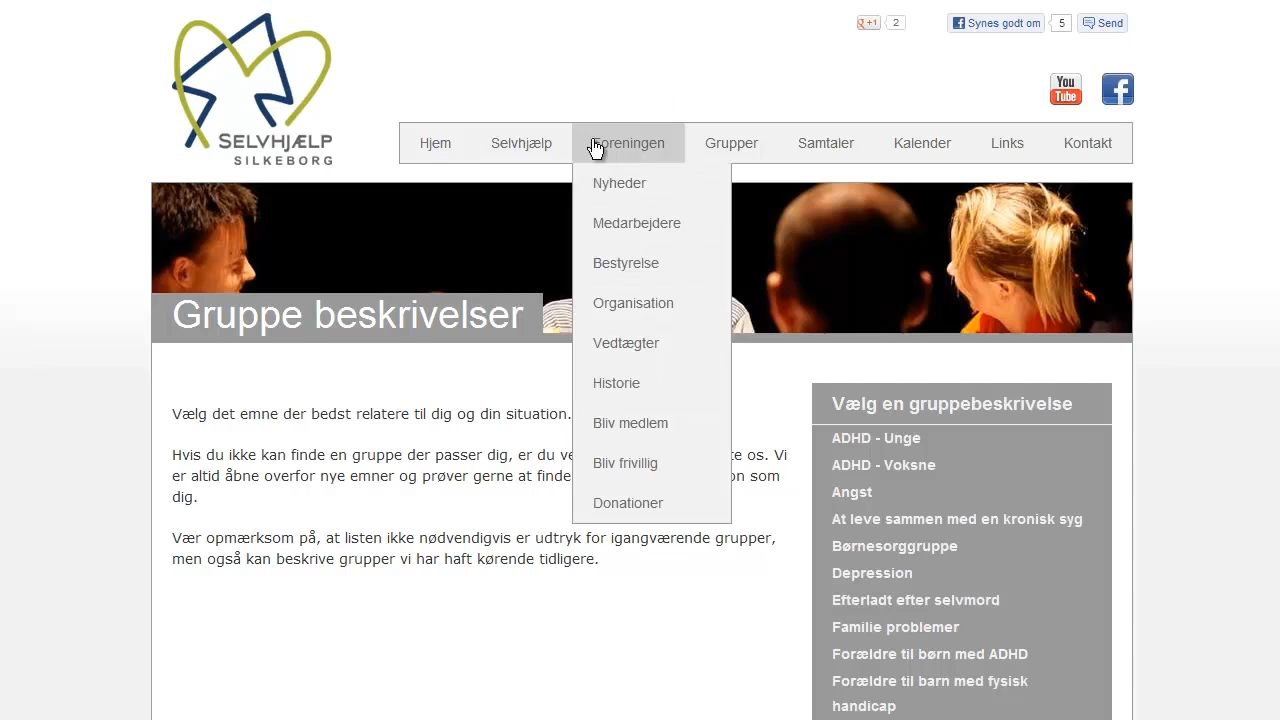 SELVHJÆLP
SILKEBORG
+1 2
Synes godt om 5 Send
You
Tube
Hjem Selvhjælp Foreningen Grupper Samtaler Kalender Links Kontakt
Nyheder
Medarbejdere
Bestyrelse
Organisation
Vedtægter
Historie
Bliv medlem
Bliv frivillig
Donationer
Gruppe beskrivelser
Vælg det emne der bedst relatere til dig og din situation.
Hvis du ikke kan finde en gruppe der passer dig, er du te os. Vi
er altid åbne overfor nye emner og prøver gerne at finde on som
dig.
Vær opmærksom på, at listen ikke nødvendigvis er udtryk for igangværende grupper,
men også kan beskrive grupper vi har haft kørende tidligere.
Vælg en gruppebeskrivelse
ADHD - Unge
ADHD - Voksne
Angst
At leve sammen med en kronisk syg
Børnesorggruppe
Depression
Efterladt efter selvmord
Familie problemer
Forældre til børn med ADHD
Forældre til barn med fysisk
handicap